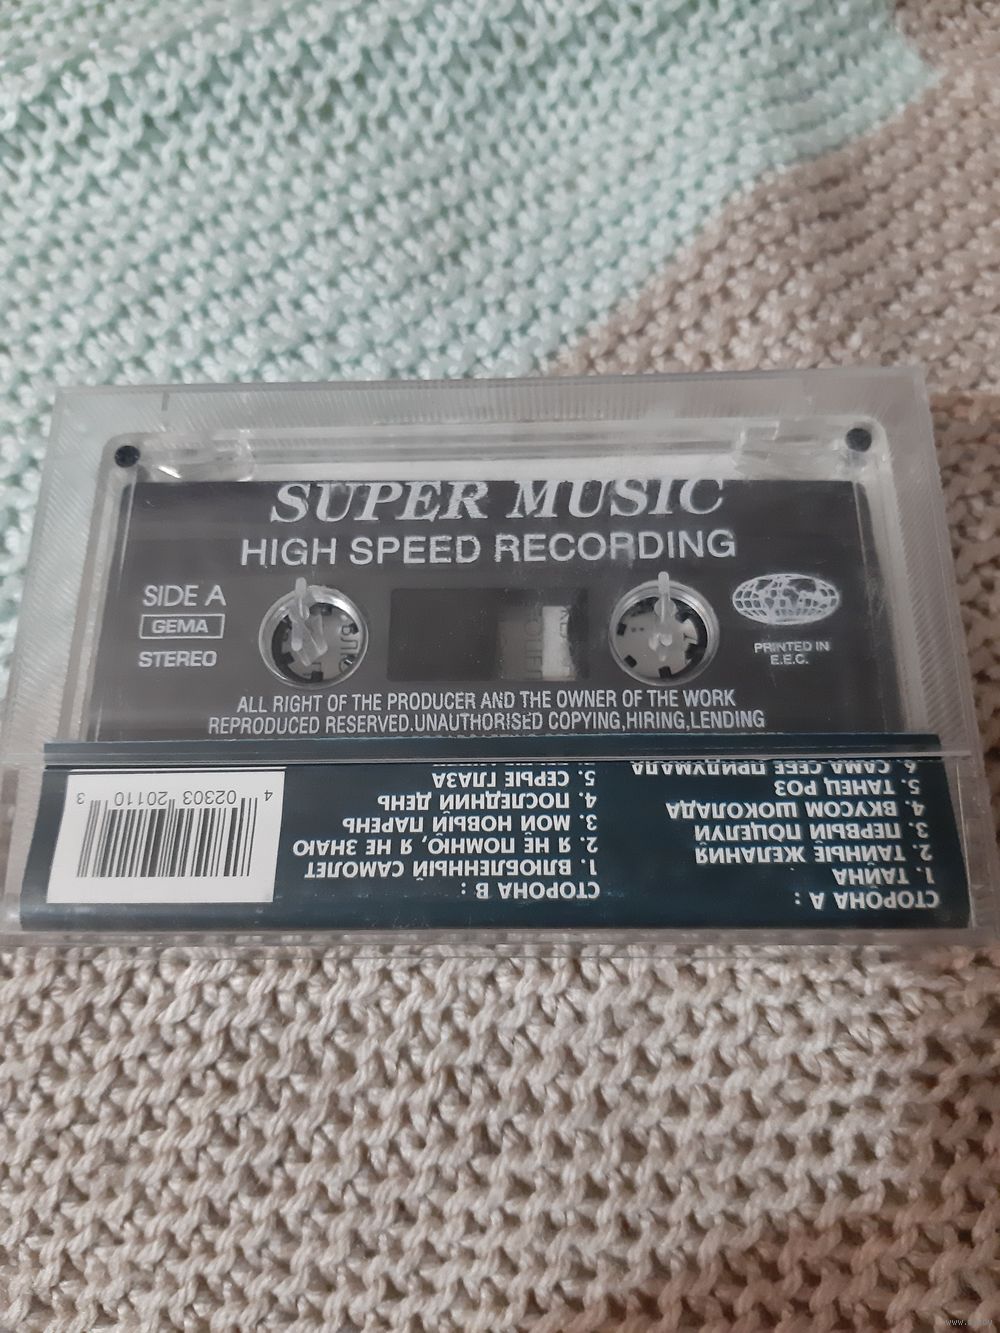 SUPER MUSIC
HIGH SPEED RECORDING
SIDE A
GEMA
STEREO
PRINTED IN
E.E.C.
ALL RIGHT OF THE PRODUCER AND THE OWNER OF THE WORK
REPRODUCED RESERVED.UNAUTHORISED COPYING,HIRING,LENDING
СТОРОНА А :
1. ТАЙНА
2. ТАЙНЫЕ ЖЕЛАНИЯ
3. ПЕРВЫЙ ПОЦЕЛУЙ
4. ВКУСОМ ШОКОЛАДА
5. ТАНЕЦ РОЗ
6. САМА СЕБЕ ПРИДУМАЛА
СТОРОНА В :
1. ВЛЮБЛЕННЫЙ САМОЛЕТ
2. Я НЕ ПОМНЮ, Я НЕ ЗНАЮ
3. МОЙ НОВЫЙ ПАРЕНЬ
4. ПОСЛЕДНИЙ ДЕНЬ
5. СЕРЫЕ ГЛАЗА
4 02303 20110 3